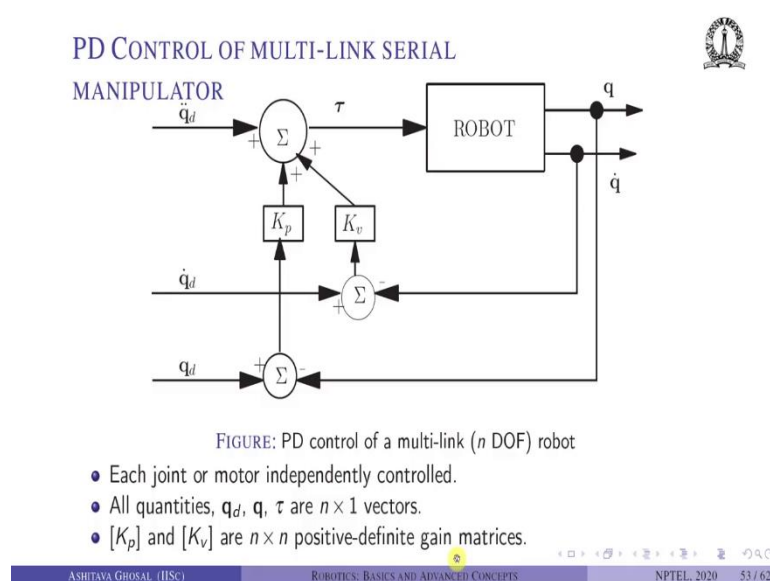 PD CONTROL OF MULTI-LINK SERIAL
MANIPULATOR
q̈d
τ
ROBOT
q
q̇
Σ
+
+
+
Kp
Kv
q̇d
Σ
+
-
qd
Σ
+
-
FIGURE: PD control of a multi-link (n DOF) robot
• Each joint or motor independently controlled.
• All quantities, qd, q, τ are n × 1 vectors.
• [Kp] and [Kv] are n × n positive-definite gain matrices.
ASHITAVA GHOSAL (IISC) ROBOTICS: BASICS AND ADVANCED CONCEPTS NPTEL, 2020 53/62